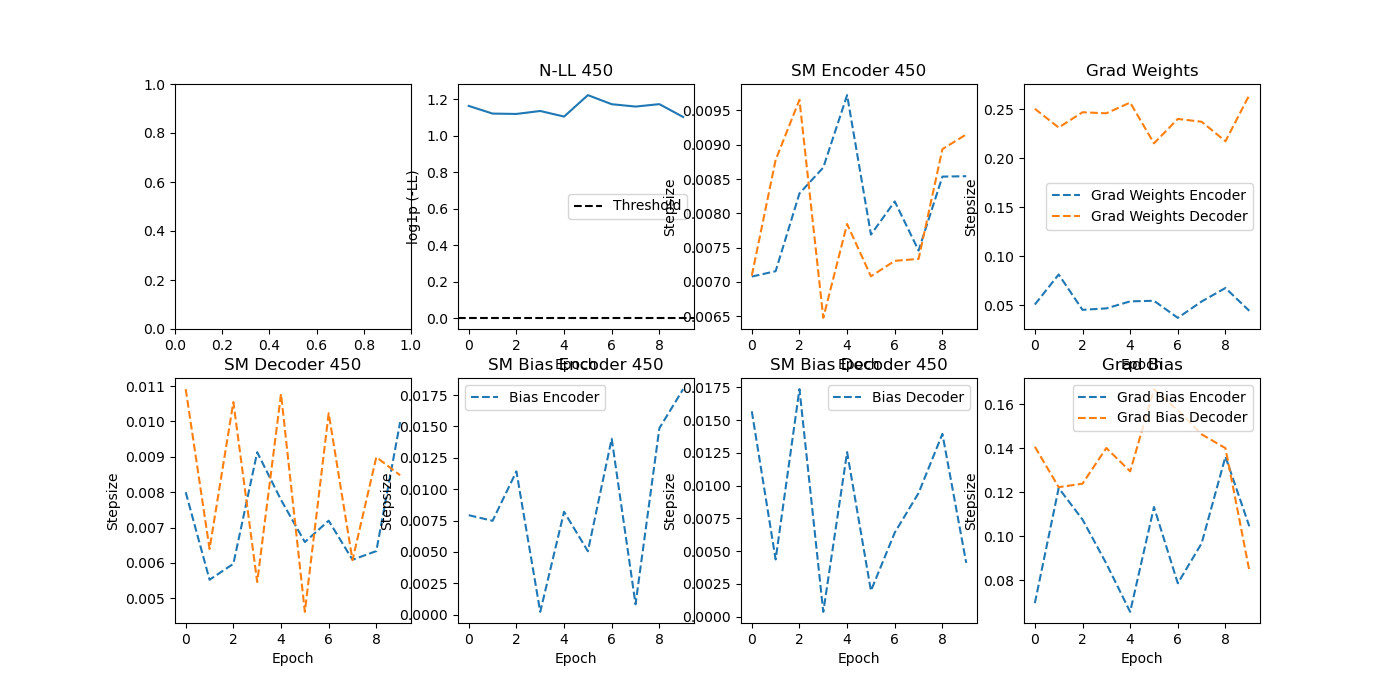 N-LL 450
SM Encoder 450
Grad Weights
1.0
0.8
0.6
0.4
0.2
0.0
0.0 0.2 0.4 0.6 0.8 1.0
log1p (-LL)
1.2
1.0
0.8
0.6
0.4
0.2
0.0
Threshold
0 2 4 6 8
Epoch
Stepsize
0.0095
0.0090
0.0085
0.0080
0.0075
0.0070
0.0065
0 2 4 6 8
Epoch
Stepsize
0.25
0.20
0.15
0.10
0.05
Grad Weights Encoder
Grad Weights Decoder
0 2 4 6 8
Epoch
SM Decoder 450
SM Bias Encoder 450
SM Bias Decoder 450
Grad Bias
Stepsize
0.011
0.010
0.009
0.008
0.007
0.006
0.005
0 2 4 6 8
Epoch
Stepsize
0.0175
0.0150
0.0125
0.0100
0.0075
0.0050
0.0025
0.0000
Bias Encoder
0 2 4 6 8
Epoch
Stepsize
0.0175
0.0150
0.0125
0.0100
0.0075
0.0050
0.0025
0.0000
Bias Decoder
0 2 4 6 8
Epoch
Stepsize
0.16
0.14
0.12
0.10
0.08
Grad Bias Encoder
Grad Bias Decoder
0 2 4 6 8
Epoch